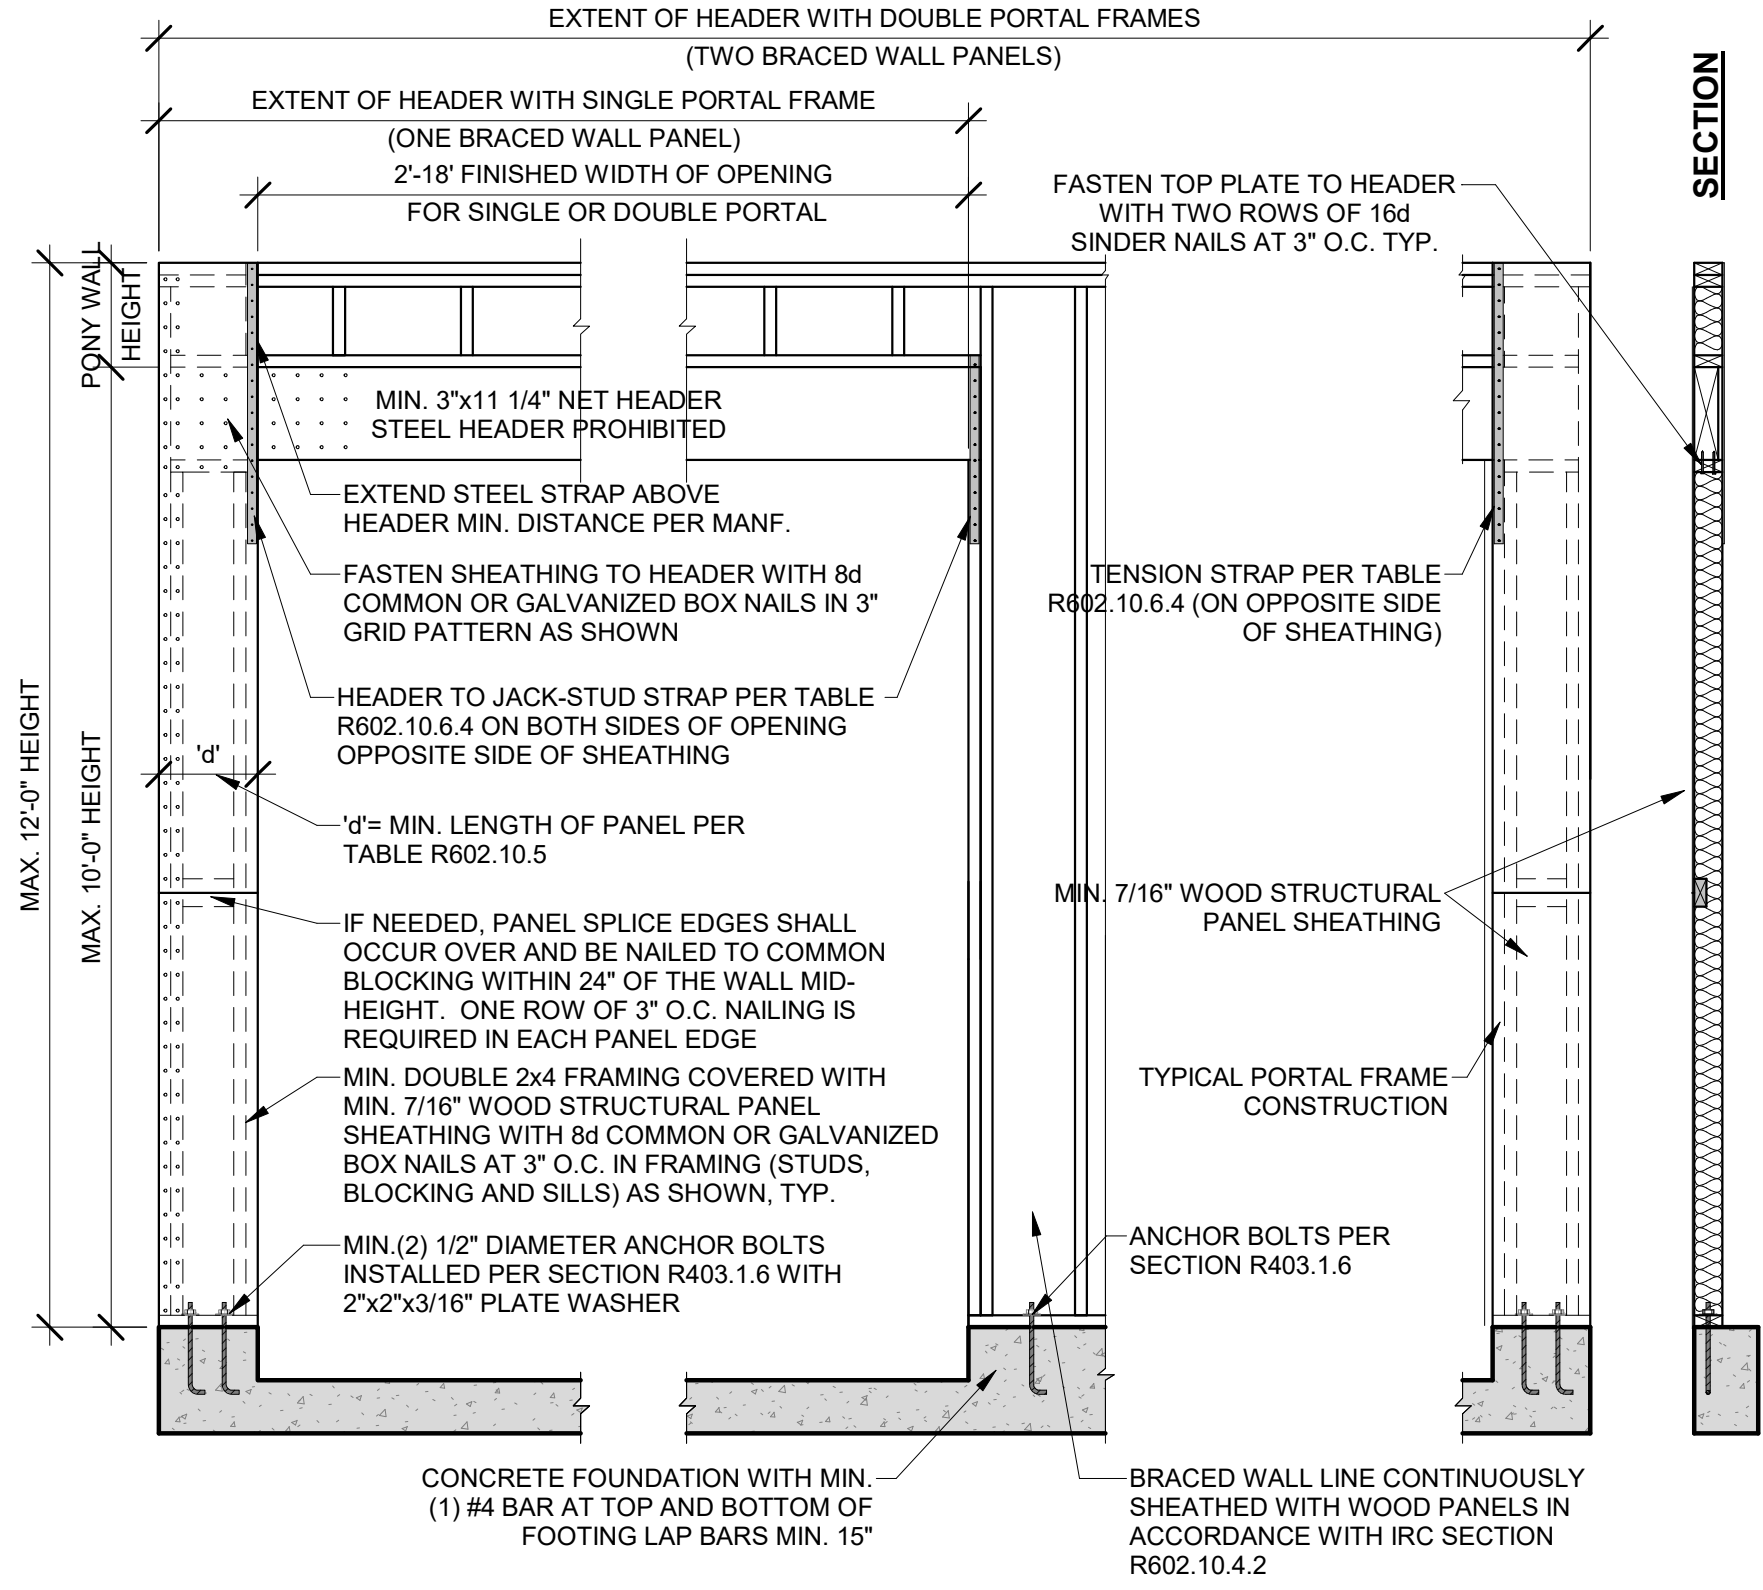 EXTENT OF HEADER WITH DOUBLE PORTAL FRAMES
(TWO BRACED WALL PANELS)
EXTENT OF HEADER WITH SINGLE PORTAL FRAME
(ONE BRACED WALL PANEL)
2'-18' FINISHED WIDTH OF OPENING
FOR SINGLE OR DOUBLE PORTAL
SECTION
FASTEN TOP PLATE TO HEADER
WITH TWO ROWS OF 16d
SINDER NAILS AT 3" O.C. TYP.
PONY WALL
HEIGHT
MIN. 3"x11 1/4" NET HEADER
STEEL HEADER PROHIBITED
EXTEND STEEL STRAP ABOVE
HEADER MIN. DISTANCE PER MANF.
FASTEN SHEATHING TO HEADER WITH 8d
COMMON OR GALVANIZED BOX NAILS IN 3"
GRID PATTERN AS SHOWN
TENSION STRAP PER TABLE
R602.10.6.4 (ON OPPOSITE SIDE
OF SHEATHING)
HEADER TO JACK-STUD STRAP PER TABLE
R602.10.6.4 ON BOTH SIDES OF OPENING
OPPOSITE SIDE OF SHEATHING
MAX. 12'-0" HEIGHT
MAX. 10'-0" HEIGHT
'd'
'd'= MIN. LENGTH OF PANEL PER
TABLE R602.10.5
MIN. 7/16" WOOD STRUCTURAL
PANEL SHEATHING
IF NEEDED, PANEL SPLICE EDGES SHALL
OCCUR OVER AND BE NAILED TO COMMON
BLOCKING WITHIN 24" OF THE WALL MID-
HEIGHT.  ONE ROW OF 3" O.C. NAILING IS
REQUIRED IN EACH PANEL EDGE
MIN. DOUBLE 2x4 FRAMING COVERED WITH
MIN. 7/16" WOOD STRUCTURAL PANEL
SHEATHING WITH 8d COMMON OR GALVANIZED
BOX NAILS AT 3" O.C. IN FRAMING (STUDS,
BLOCKING AND SILLS) AS SHOWN, TYP.
TYPICAL PORTAL FRAME
CONSTRUCTION
MIN.(2) 1/2" DIAMETER ANCHOR BOLTS
INSTALLED PER SECTION R403.1.6 WITH
2"x2"x3/16" PLATE WASHER
ANCHOR BOLTS PER
SECTION R403.1.6
CONCRETE FOUNDATION WITH MIN.
(1) #4 BAR AT TOP AND BOTTOM OF
FOOTING LAP BARS MIN. 15"
BRACED WALL LINE CONTINUOUSLY
SHEATHED WITH WOOD PANELS IN
ACCORDANCE WITH IRC SECTION
R602.10.4.2